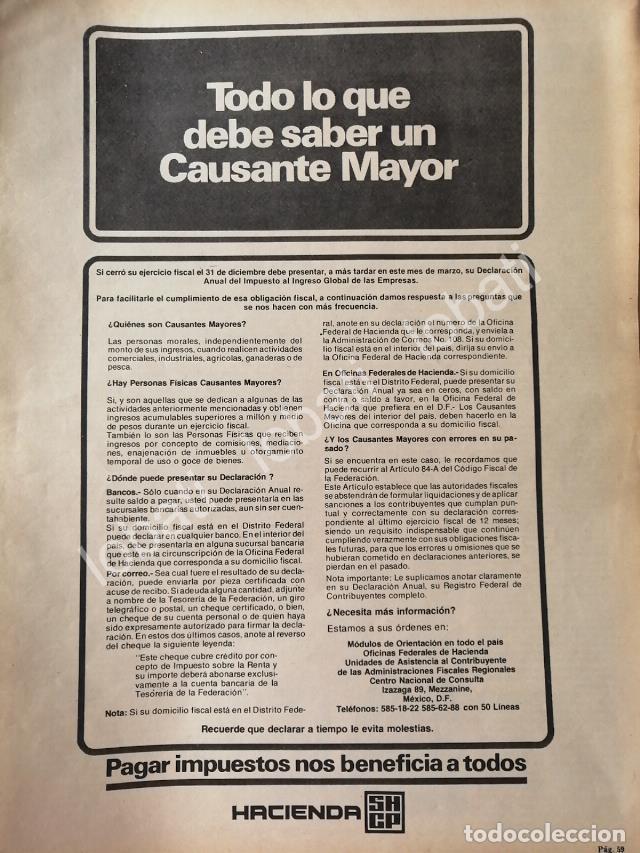 Todo lo que
debe saber un
Causante Mayor
Si cerró su ejercicio fiscal el 31 de diciembre debe presentar, a más tardar en este mes de marzo, su Declaración
Anual del Impuesto al Ingreso Global de las Empresas.
Para facilitarle el cumplimiento de esa obligación fiscal, a continuación damos respuesta a las preguntas que
se nos hacen con más frecuencia.
¿Quiénes son Causantes Mayores?
Las personas morales, independientemente del
monto de sus ingresos, cuando realicen actividades
comerciales, industriales, agrícolas, ganaderas o de
pesca.
¿Hay Personas Físicas Causantes Mayores?
Si, y son aquellas que se dedican a algunas de las
actividades anteriormente mencionadas y obtienen
ingresos acumulables superiores a millón y medio
de pesos durante un ejercicio fiscal.
También lo son las Personas Físicas que reciben
ingresos por concepto de comisiones, mediacio-
nes, enajenación de inmuebles u otorgamiento
temporal de uso o goce de bienes.
¿Dónde puede presentar su Declaración ?
Bancos.- Sólo cuando en su Declaración Anual re-
sulte saldo a pagar, usted puede presentarla en las
sucursales bancarias autorizadas, aun sin ser cuen-
tahabiente.
Si su domicilio fiscal está en el Distrito Federal
puede declarar en cualquier banco. En el interior del
país, debe presentarla en alguna sucursal bancaria
que esté en la circunscripción de la Oficina Federal
de Hacienda que corresponda a su domicilio fiscal.
Por correo.- Sea cual fuere el resultado de su decla-
ración, puede enviarla por pieza certificada con
acuse de recibo. Si adeuda alguna cantidad, adjunte
a nombre de la Tesorería de la Federación, un giro
telegráfico o postal, un cheque certificado, o bien,
un cheque de su cuenta personal o de quien haya
sido expresamente autorizado para firmar la decla-
ración. En estos dos últimos casos, anote al reverso
del cheque la siguiente leyenda:
"Este cheque cubre crédito por con-
cepto de Impuesto sobre la Renta y
su importe deberá abonarse exclusi-
vamente a la cuenta bancaria de la
Tesorería de la Federación".
Nota: Si su domicilio fiscal está en el Distrito Fede-
ral, anote en su declaración el número de la Oficina
Federal de Hacienda que le corresponda, y envíela a
la Administración de Correos No. 108. Si su domici-
lio fiscal está en el interior del país, dirija su envío a
la Oficina Federal de Hacienda correspondiente.
En Oficinas Federales de Hacienda.- Si su domicilio
fiscal está en el Distrito Federal, puede presentar su
Declaración Anual ya sea en ceros, con saldo en
contra o saldo a favor, en la Oficina Federal de
Hacienda que prefiera en el D.F.- Los Causantes
Mayores del interior del país, deben hacerlo en la
Oficina que corresponda a su domicilio fiscal.
¿Y los Causantes Mayores con errores en su pa-
sado?
Si se encuentra en este caso, le recordamos que
puede recurrir al Artículo 84-A del Código Fiscal de
la Federación.
Este Artículo establece que las autoridades fiscales
se abstendrán de formular liquidaciones y de aplicar
sanciones a los contribuyentes que cumplan pun-
tual y correctamente con su declaración correspon-
diente al último ejercicio fiscal de 12 meses;
siendo un requisito indispensable que continúen
cumpliendo verazmente con sus obligaciones fisca-
les futuras, para que los errores u omisiones que se
hubieran cometido en declaraciones anteriores, se
pierdan en el pasado.
Nota importante: Le suplicamos anotar claramente
en su Declaración Anual, su Registro Federal de
Contribuyentes completo.
¿Necesita más información?
Estamos a sus órdenes en:
Módulos de Orientación en todo el país
Oficinas Federales de Hacienda
Unidades de Asistencia al Contribuyente
de las Administraciones Fiscales Regionales
Centro Nacional de Consulta
Izazaga 89, Mezzanine,
México, D.F.
Teléfonos: 585-18-22 585-62-88 con 50 Líneas
Recuerde que declarar a tiempo le evita molestias.
Pagar impuestos nos beneficia a todos
HACIENDA SHCP
Pág. 59
todocoleccion